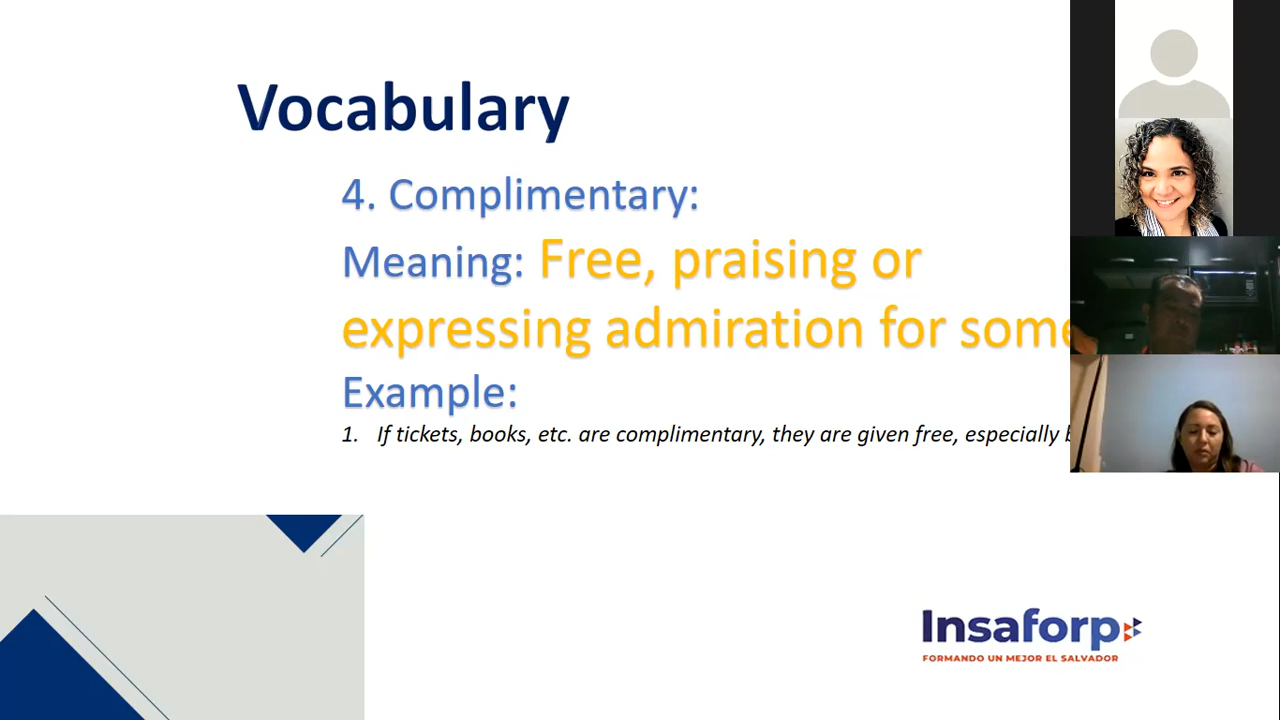 Vocabulary
4. Complimentary:
Meaning: Free, praising or
expressing admiration for some
Example:
1. If tickets, books, etc. are complimentary, they are given free, especially
Insaforp
FORMANDO UN MEJOR EL SALVADOR